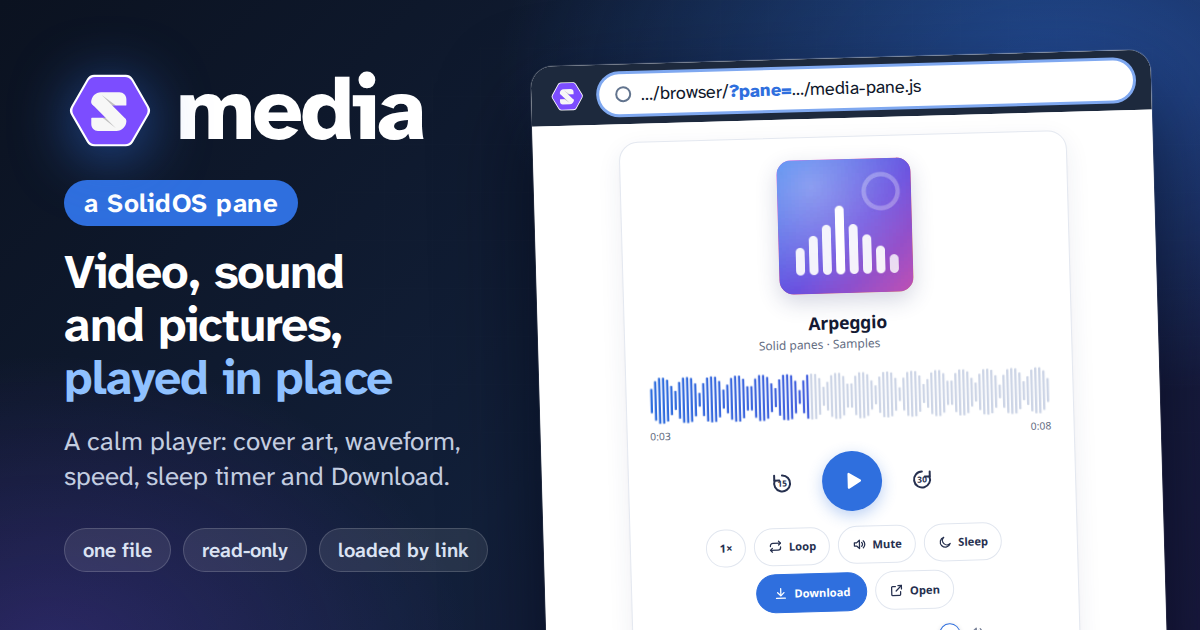 S media
a SolidOS pane
Video, sound
and pictures,
played in place
A calm player: cover art, waveform,
speed, sleep timer and Download.
one file
read-only
loaded by link
S
.../browser/?pane=.../media-pane.js
Arpeggio
Solid panes · Samples
0:03
0:08
15
30
1×
Loop
Mute
Sleep
Download
Open